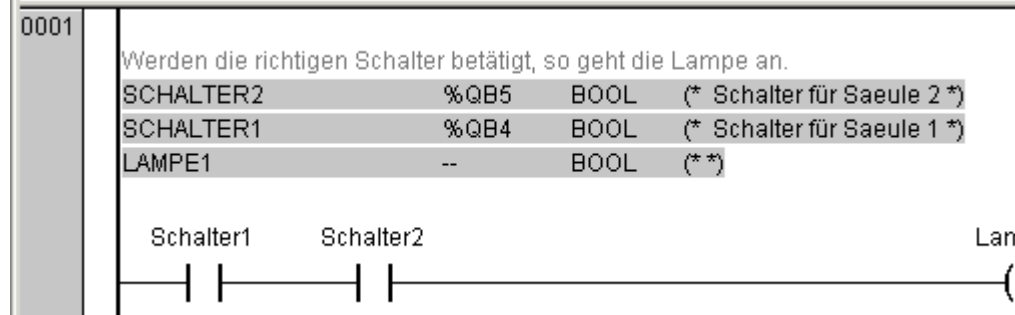 0001
Werden die richtigen Schalter betätigt, so geht die Lampe an.
SCHALTER2 %QB5 BOOL (* Schalter für Saeule 2 *)
SCHALTER1 %QB4 BOOL (* Schalter für Saeule 1 *)
LAMPE1 -- BOOL (* *)
Schalter1 Schalter2